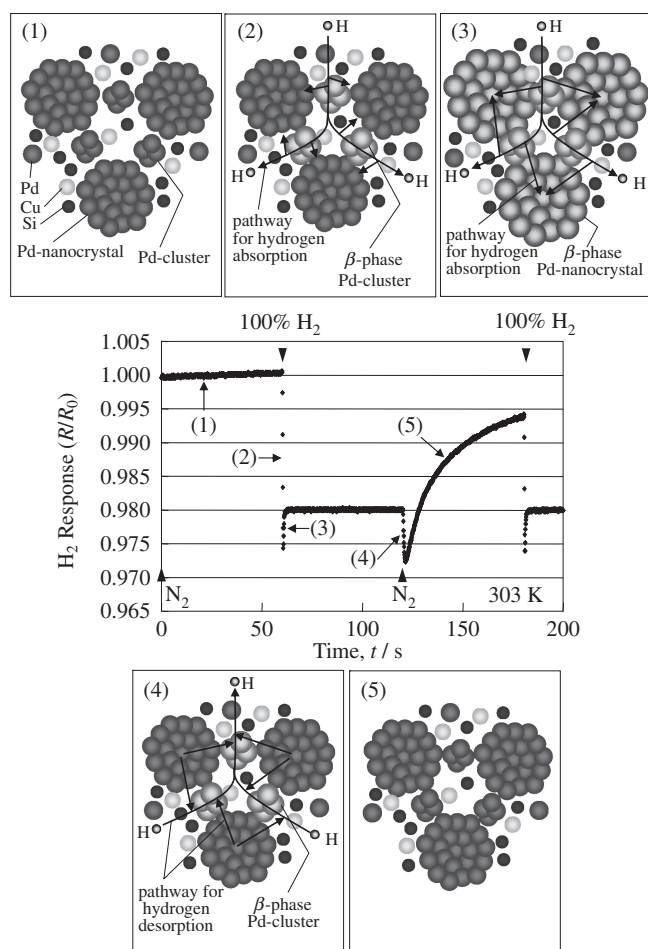 (1)
Pd
Cu
Si
Pd-nanocrystal
Pd-cluster
(2)
H
H
H
pathway
for hydrogen
absorption
β-phase
Pd-cluster
(3)
H
H
H
pathway
for hydrogen
absorption
β-phase
Pd-nanocrystal
100% H₂
100% H₂
H₂ Response (R/R₀)
1.005
1.000
0.995
0.990
0.985
0.980
0.975
0.970
0.965
(1)
(2)
(3)
(4)
(5)
N₂
N₂
303 K
0
50
100
150
200
Time, t / s
(4)
H
H
H
pathway for
hydrogen
desorption
β-phase
Pd-cluster
(5)